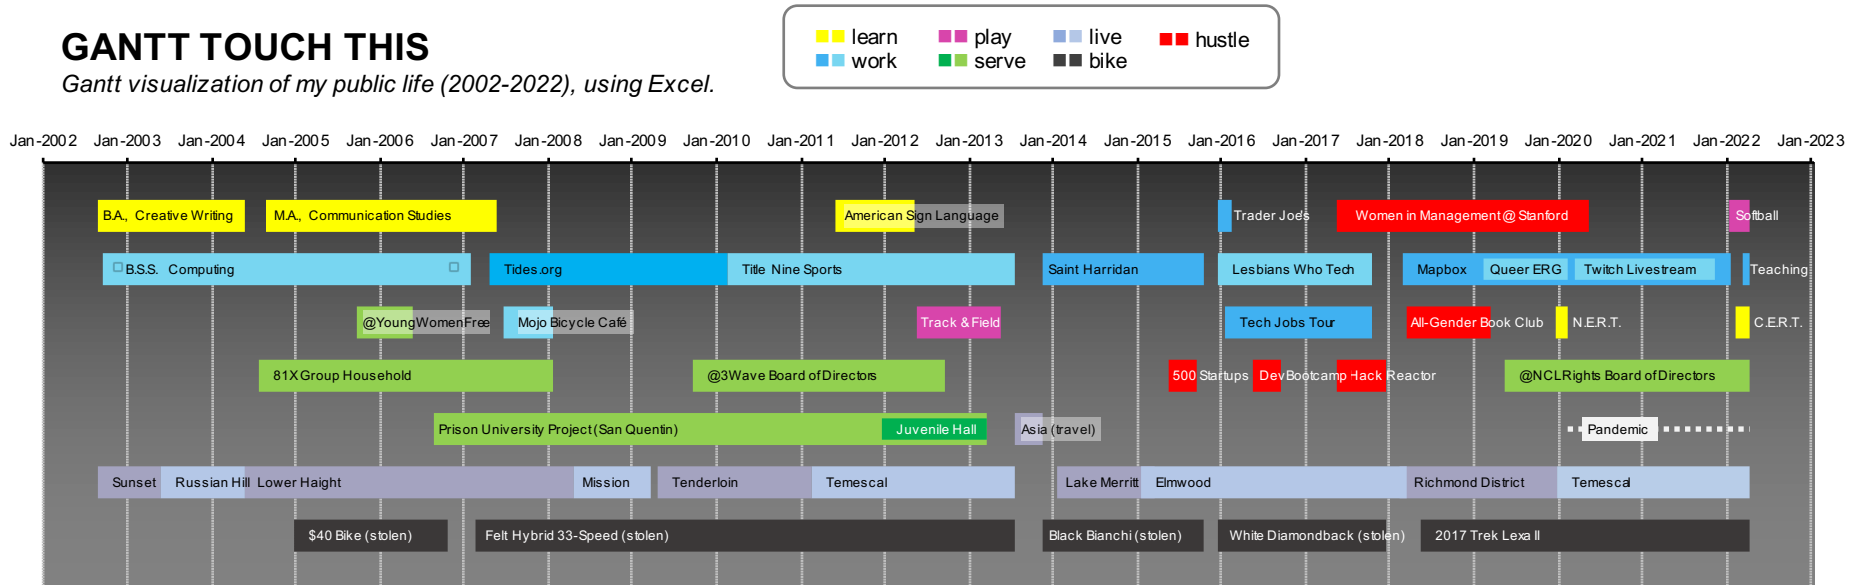 GANTT TOUCH THIS
Gantt visualization of my public life (2002-2022), using Excel.
learn play live hustle
work serve bike
Jan-2002 Jan-2003 Jan-2004 Jan-2005 Jan-2006 Jan-2007 Jan-2008 Jan-2009 Jan-2010 Jan-2011 Jan-2012 Jan-2013 Jan-2014 Jan-2015 Jan-2016 Jan-2017 Jan-2018 Jan-2019 Jan-2020 Jan-2021 Jan-2022 Jan-2023
B.A., Creative Writing M.A., Communication Studies American Sign Language Trader Joe's Women in Management @ Stanford Softball
B.S.S. Computing Tides.org Title Nine Sports Saint Harridan Lesbians Who Tech Mapbox Queer ERG Twitch Livestream Teaching
@YoungWomenFree Mojo Bicycle Café Track & Field Tech Jobs Tour All-Gender Book Club N.E.R.T. C.E.R.T.
81X Group Household @3Wave Board of Directors 500 Startups DevBootcamp Hack Reactor @NCLRights Board of Directors
Prison University Project (San Quentin) Juvenile Hall Asia (travel) Pandemic
Sunset Russian Hill Lower Haight Mission Tenderloin Temescal Lake Merritt Elmwood Richmond District Temescal
$40 Bike (stolen) Felt Hybrid 33-Speed (stolen) Black Bianchi (stolen) White Diamondback (stolen) 2017 Trek Lexa II